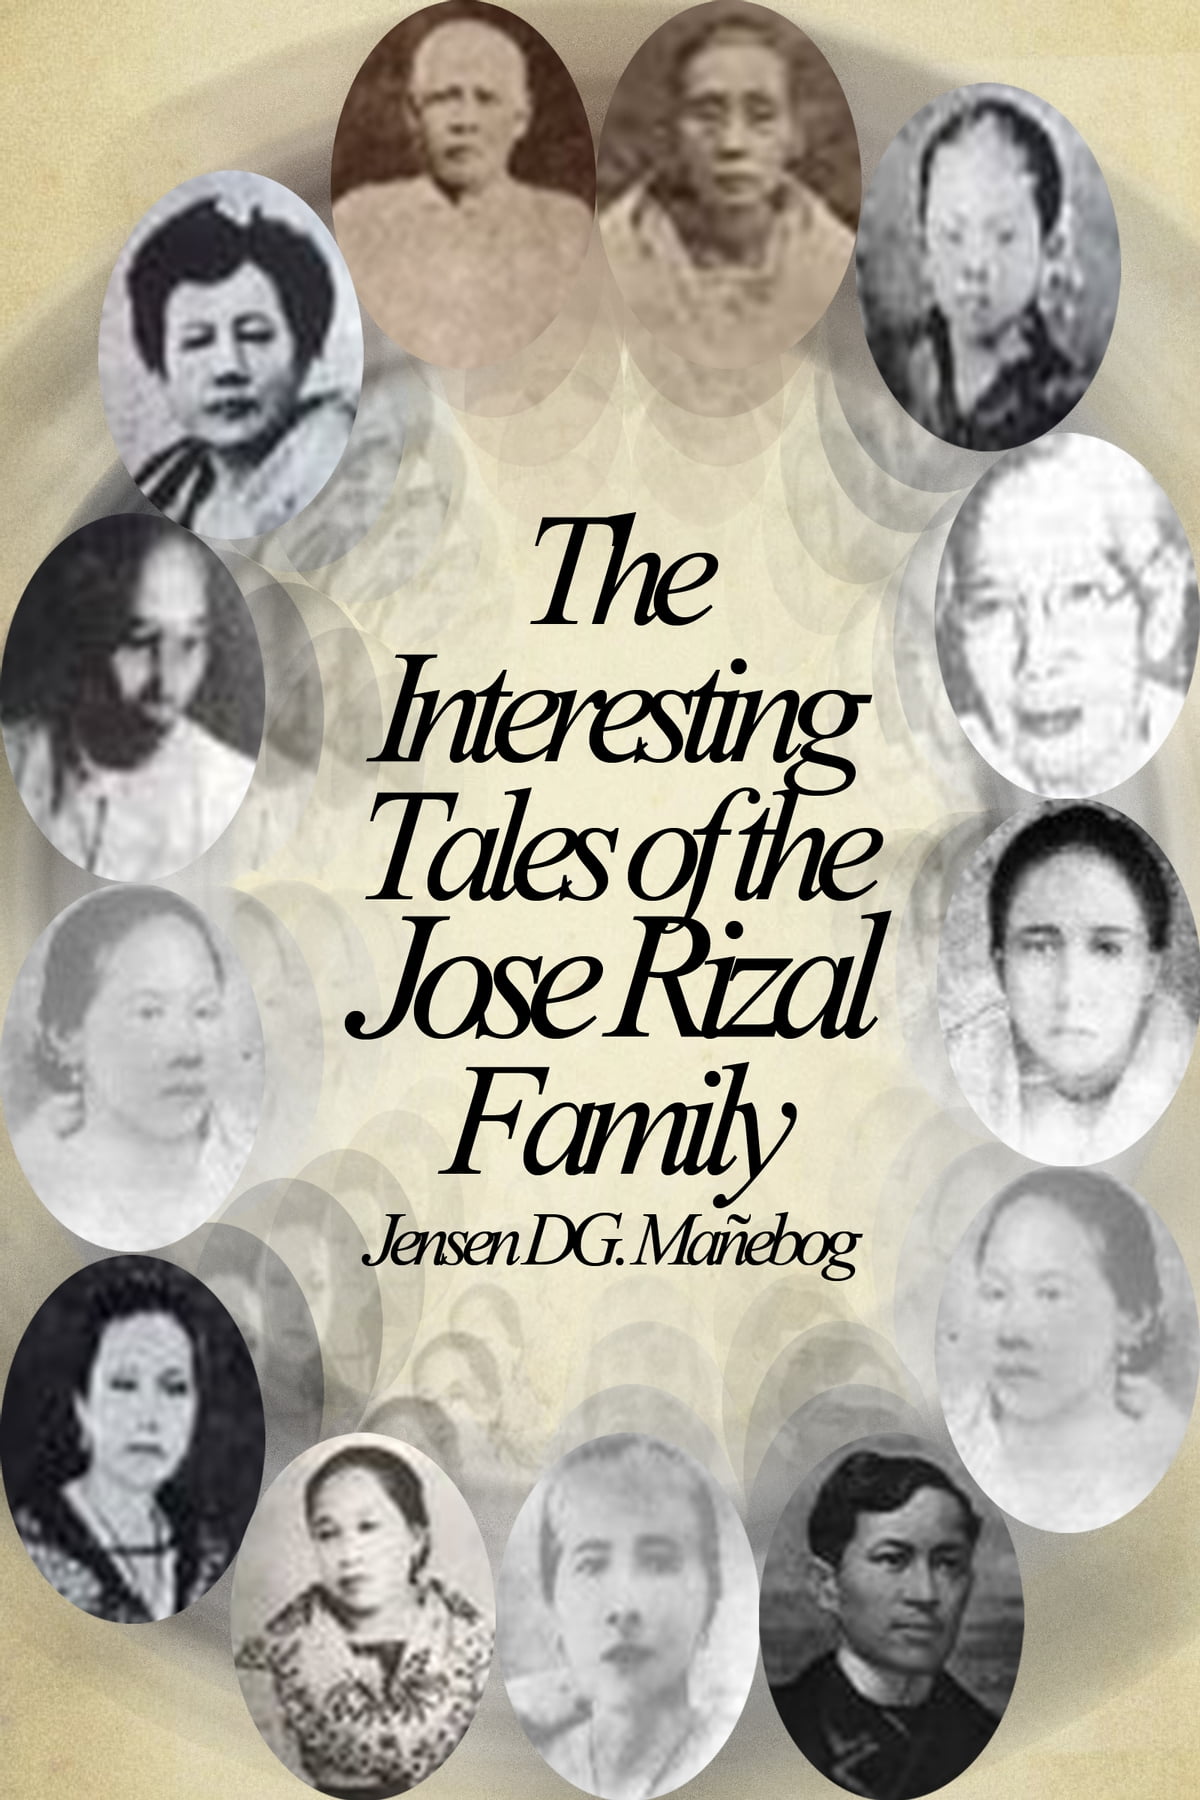 The
Interesting
Tales of the
Jose Rizal
Family
Jensen DG. Mañebog